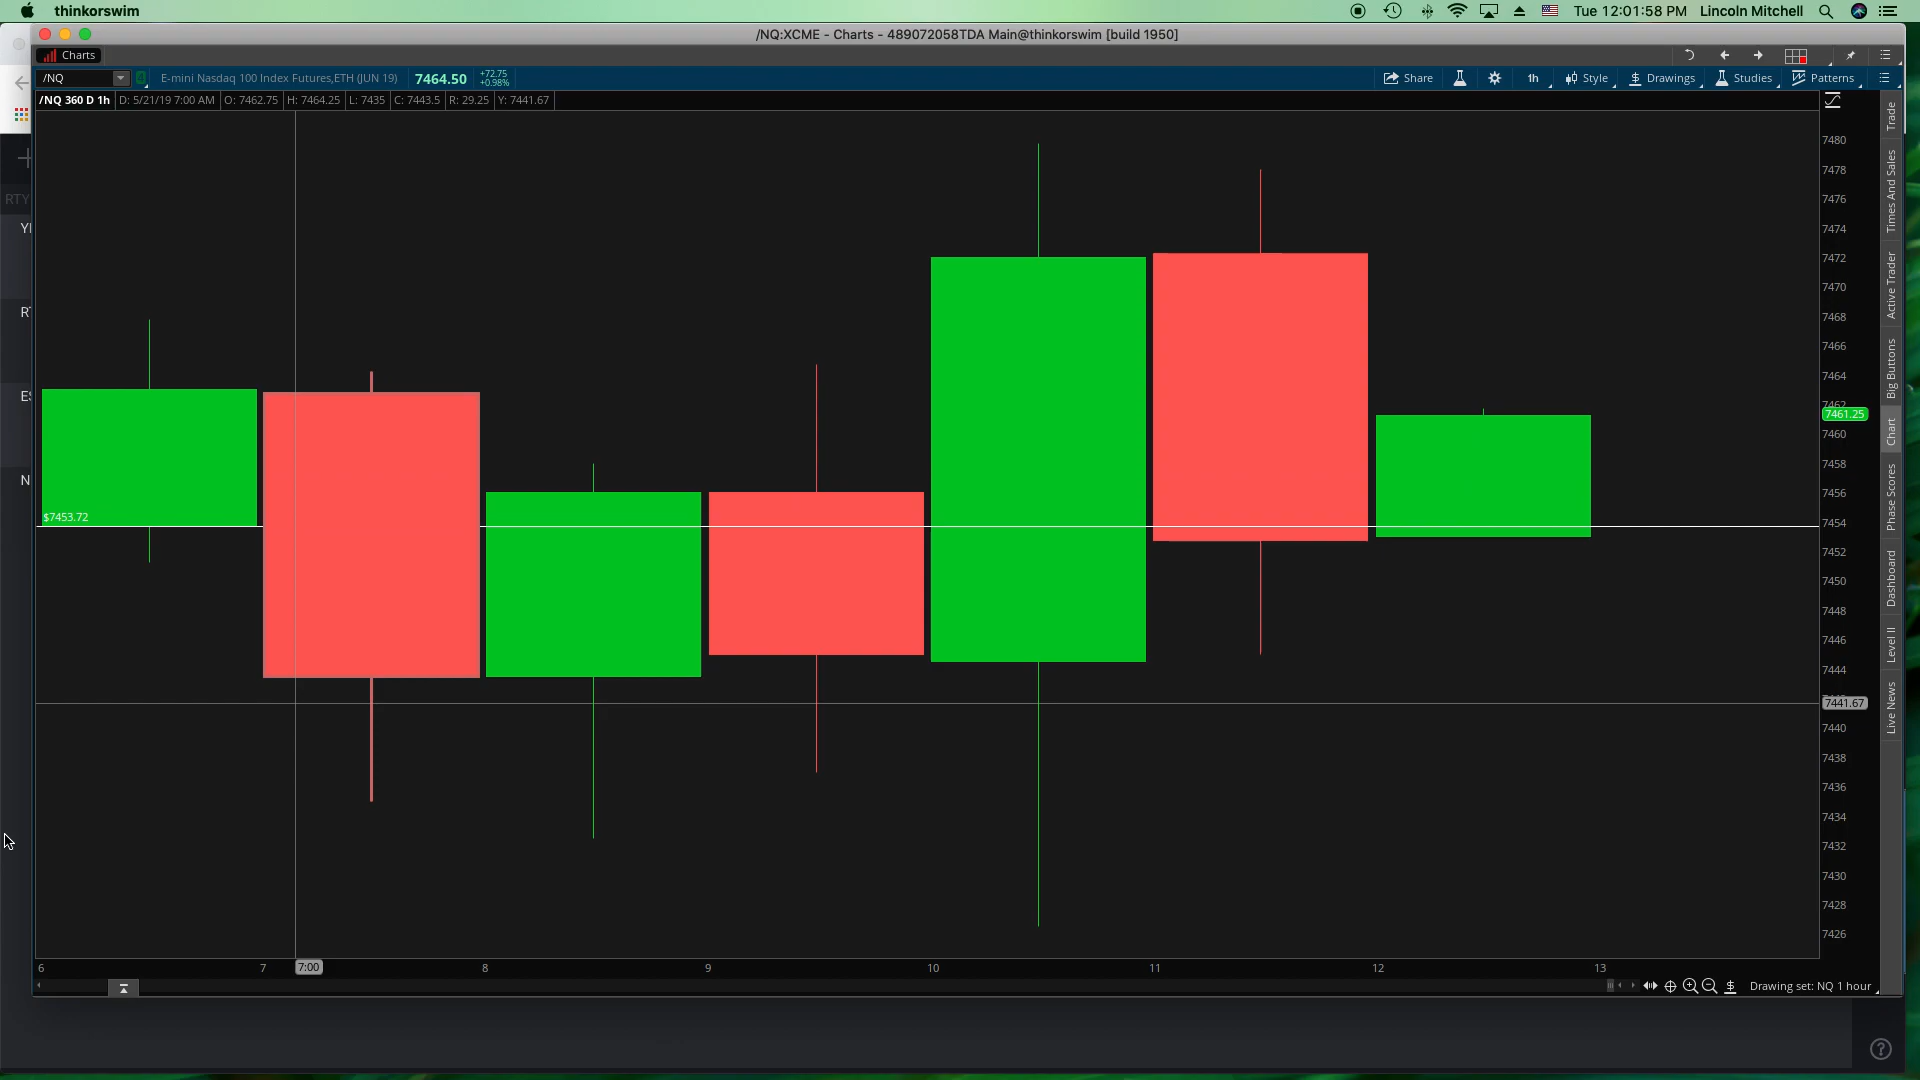 thinkorswim
Tue 12:01:58 PM Lincoln Mitchell
/NQ:XCME - Charts - 489072058TDA Main@thinkorswim [build 1950]
Charts
/NQ E-mini Nasdaq 100 Index Futures,ETH (JUN 19) 7464.50 +72.75 +0.98% Share 1h Style $ Drawings Studies Patterns
/NQ 360 D 1h D: 5/21/19 7:00 AM O: 7462.75 H: 7464.25 L: 7435 C: 7443.5 R: 29.25 Y: 7441.67
RTY
YI
RT
ES
N
$7453.72
7480
7478
7476
7474
7472
7470
7468
7466
7464
7462
7461.25
7460
7458
7456
7454
7452
7450
7448
7446
7444
7441.67
7440
7438
7436
7434
7432
7430
7428
7426
Trade
Times And Sales
Active Trader
Big Buttons
Chart
Phase Scores
Dashboard
Level II
Live News
6 7 7:00 8 9 10 11 12 13
$ Drawing set: NQ 1 hour
?